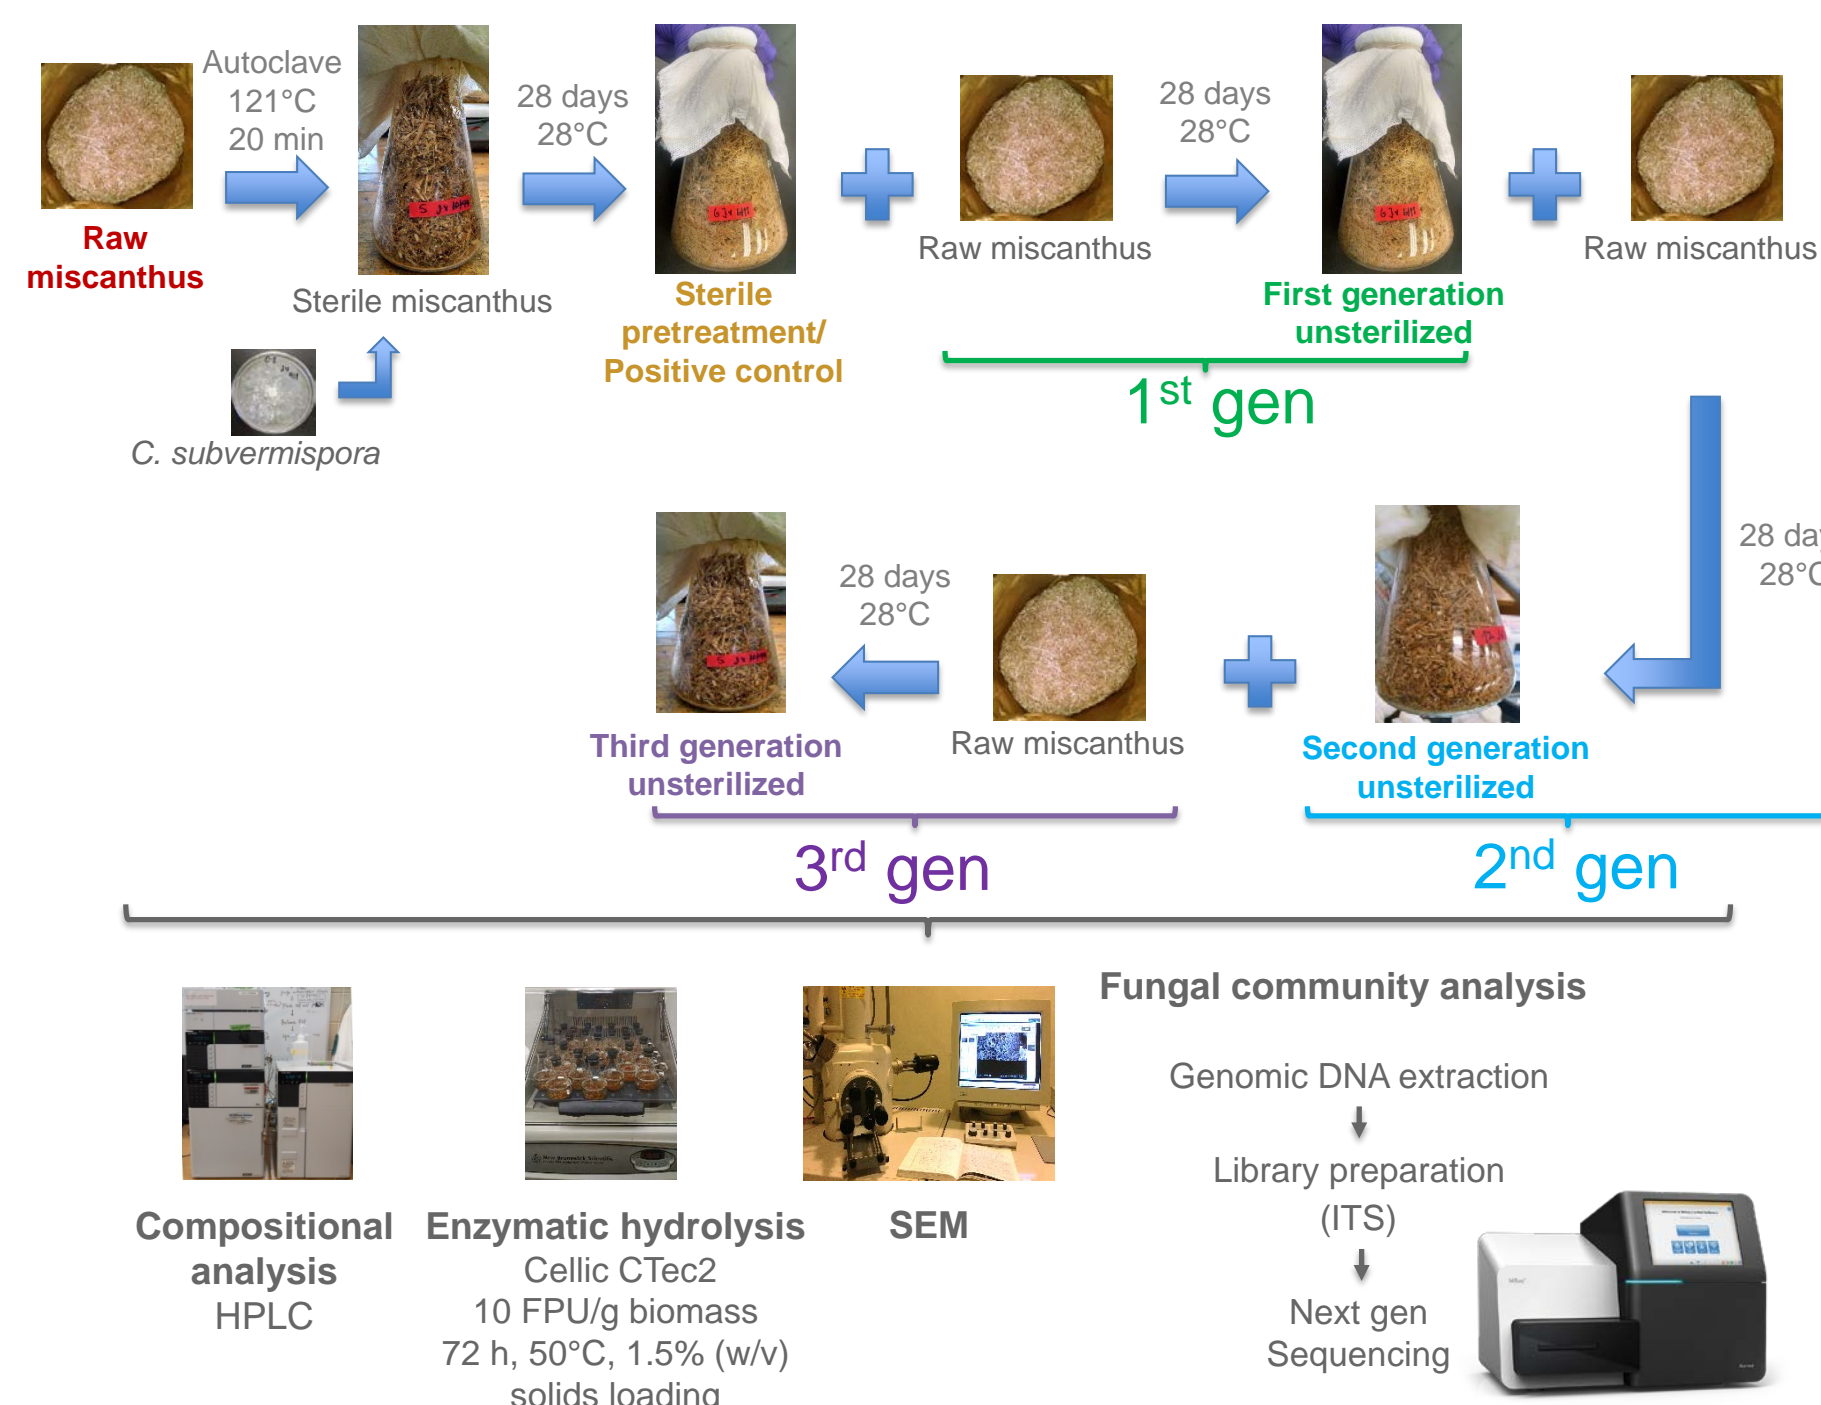 Autoclave
121°C
20 min
Raw
miscanthus
Sterile miscanthus
C. subvermispora
28 days
28°C
Sterile
pretreatment/
Positive control
Raw miscanthus
28 days
28°C
First generation
unsterilized
Raw miscanthus
1st gen
28 day
28°C
Second generation
unsterilized
2nd gen
Raw miscanthus
28 days
28°C
Third generation
unsterilized
3rd gen
Compositional
analysis
HPLC
Enzymatic hydrolysis
Cellic CTec2
10 FPU/g biomass
72 h, 50°C, 1.5% (w/v)
solids loading
SEM
Fungal community analysis
Genomic DNA extraction
Library preparation
(ITS)
Next gen
Sequencing